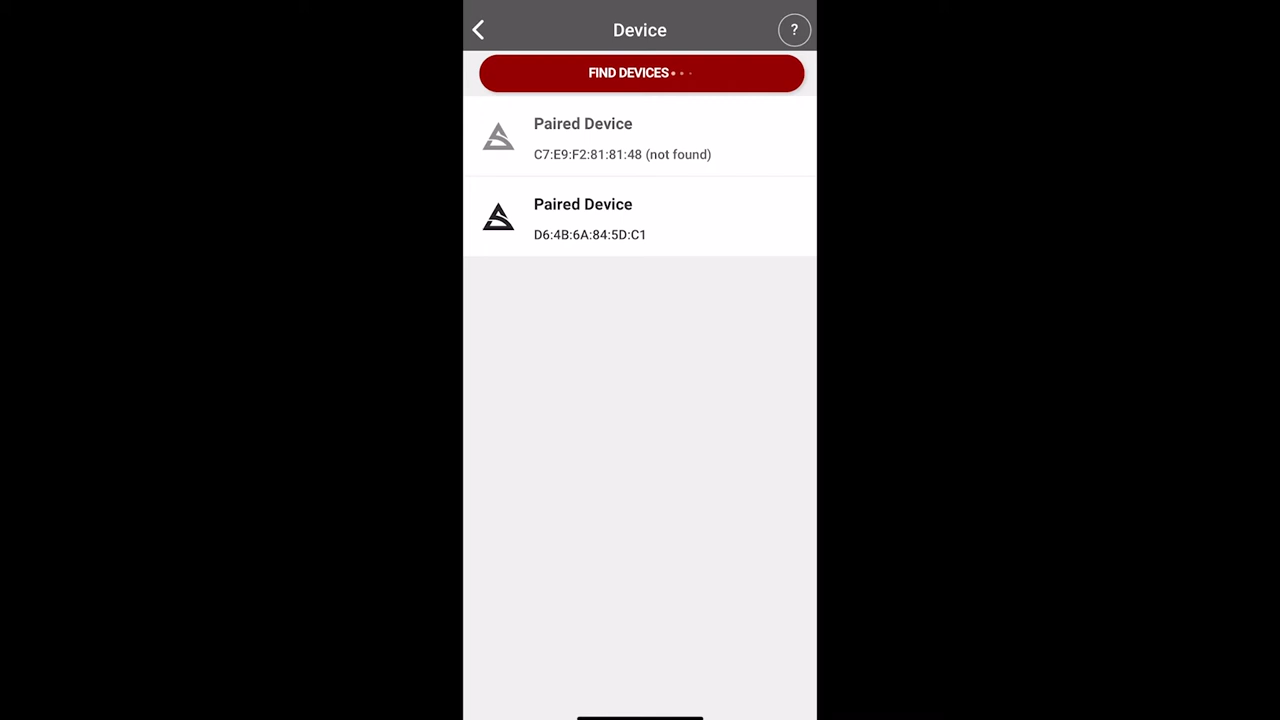 Device
?
FIND DEVICES
Paired Device
C7:E9:F2:81:81:48 (not found)
Paired Device
D6:4B:6A:84:5D:C1